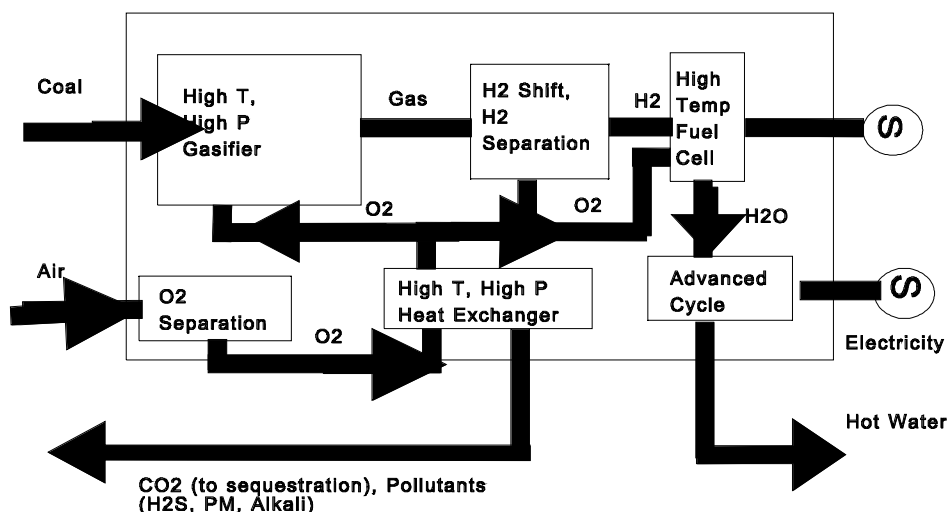 Coal
High T,
High P
Gasifier
Gas
H2 Shift,
H2
Separation
H2
High
Temp
Fuel
Cell
S
O2
O2
H2O
Air
O2
Separation
O2
High T, High P
Heat Exchanger
Advanced
Cycle
S
Electricity
Hot Water
CO2 (to sequestration), Pollutants
(H2S, PM, Alkali)